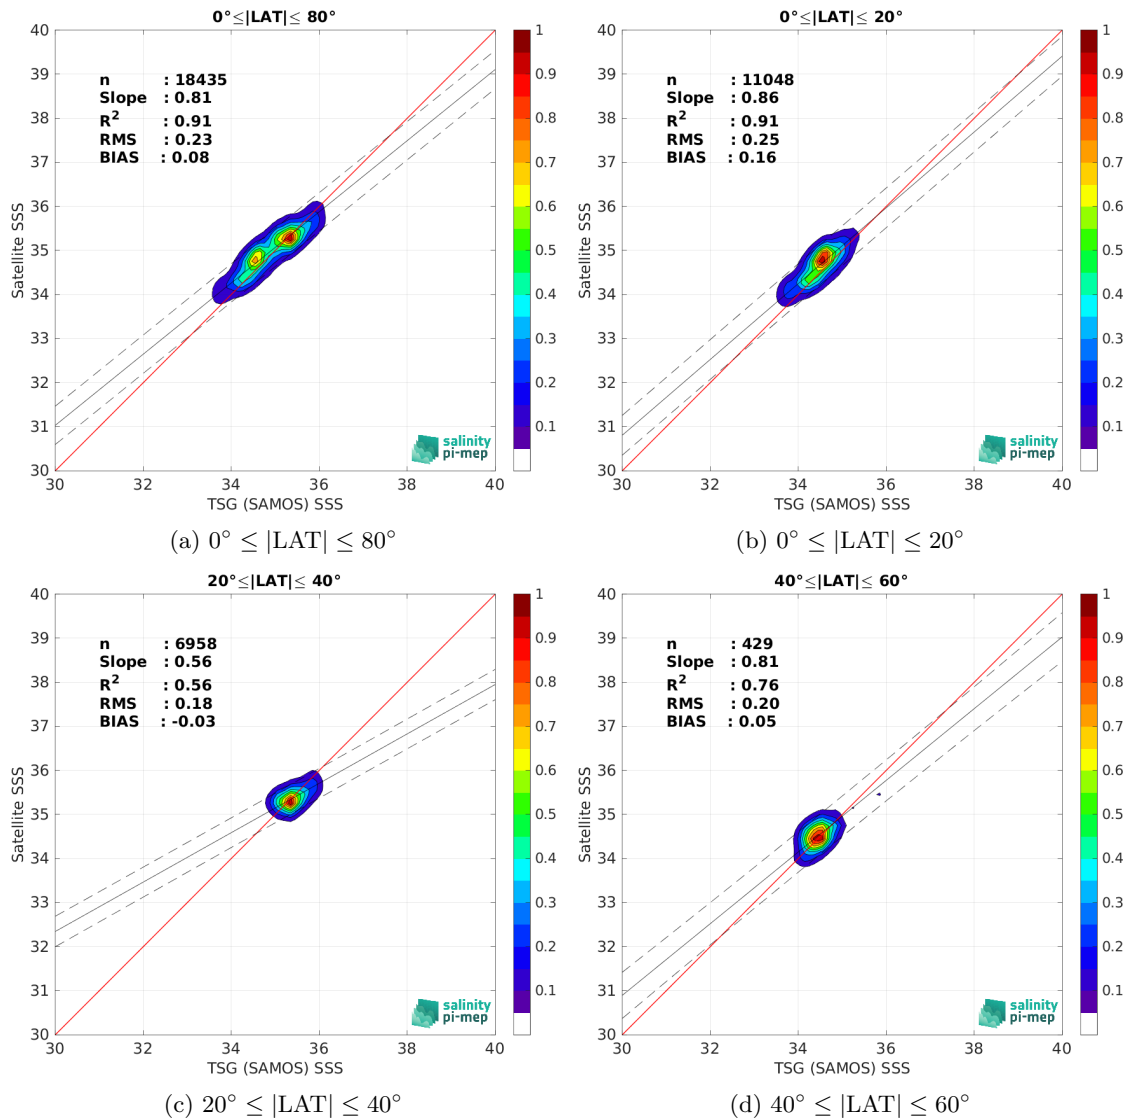 0°≤|LAT|≤ 80°
40
39
38
37
36
35
34
33
32
31
30
Satellite SSS
n : 18435
Slope : 0.81
R² : 0.91
RMS : 0.23
BIAS : 0.08
salinity
pi-mep
30 32 34 36 38 40
TSG (SAMOS) SSS
1
0.9
0.8
0.7
0.6
0.5
0.4
0.3
0.2
0.1
(a) 0° ≤ |LAT| ≤ 80°
0°≤|LAT|≤ 20°
40
39
38
37
36
35
34
33
32
31
30
Satellite SSS
n : 11048
Slope : 0.86
R² : 0.91
RMS : 0.25
BIAS : 0.16
salinity
pi-mep
30 32 34 36 38 40
TSG (SAMOS) SSS
1
0.9
0.8
0.7
0.6
0.5
0.4
0.3
0.2
0.1
(b) 0° ≤ |LAT| ≤ 20°
20°≤|LAT|≤ 40°
40
39
38
37
36
35
34
33
32
31
30
Satellite SSS
n : 6958
Slope : 0.56
R² : 0.56
RMS : 0.18
BIAS : -0.03
salinity
pi-mep
30 32 34 36 38 40
TSG (SAMOS) SSS
1
0.9
0.8
0.7
0.6
0.5
0.4
0.3
0.2
0.1
(c) 20° ≤ |LAT| ≤ 40°
40°≤|LAT|≤ 60°
40
39
38
37
36
35
34
33
32
31
30
Satellite SSS
n : 429
Slope : 0.81
R² : 0.76
RMS : 0.20
BIAS : 0.05
salinity
pi-mep
30 32 34 36 38 40
TSG (SAMOS) SSS
1
0.9
0.8
0.7
0.6
0.5
0.4
0.3
0.2
0.1
(d) 40° ≤ |LAT| ≤ 60°